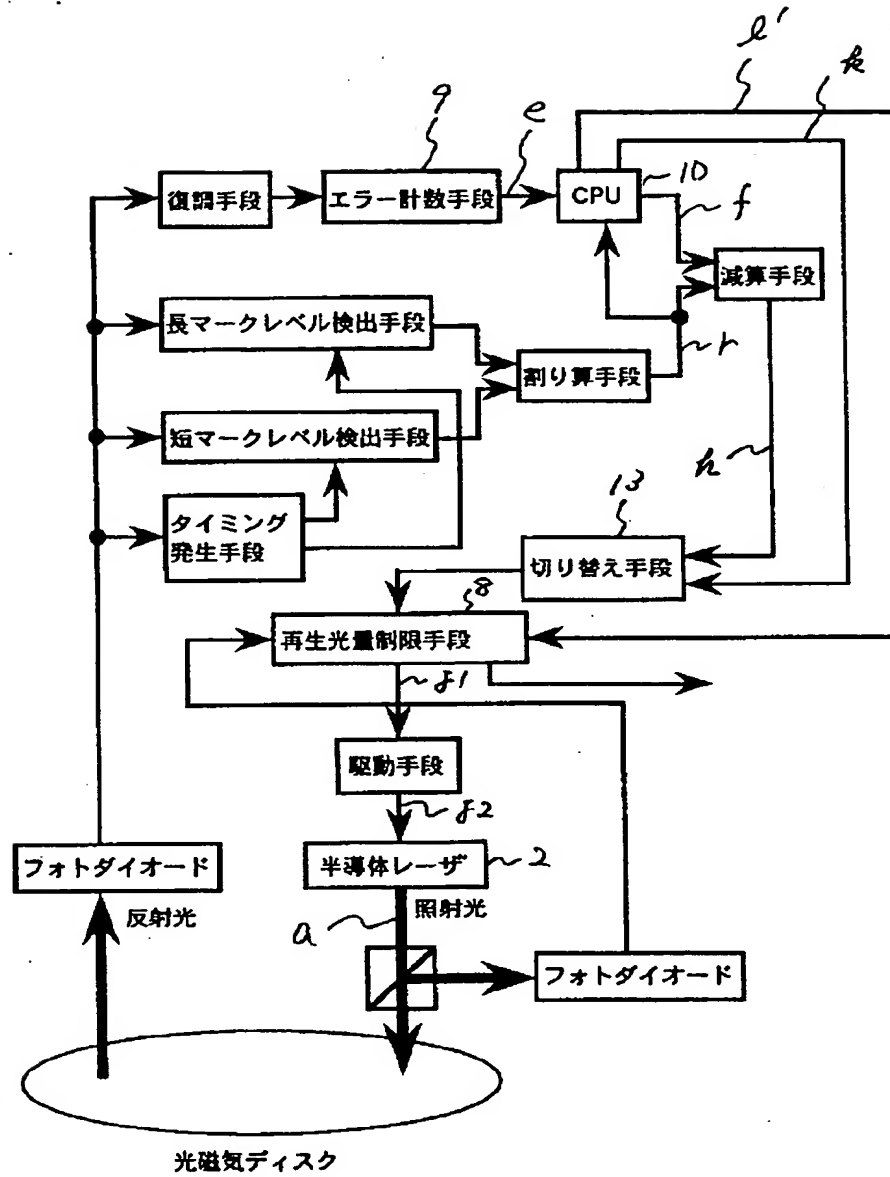 l'
k
9
e
復調手段
エラー計数手段
CPU
10
f
減算手段
長マークレベル検出手段
割り算手段
r
短マークレベル検出手段
h
13
タイミング
発生手段
切り替え手段
8
再生光量制限手段
g1
駆動手段
g2
フォトダイオード
半導体レーザ
2
反射光
a
照射光
フォトダイオード
光磁気ディスク